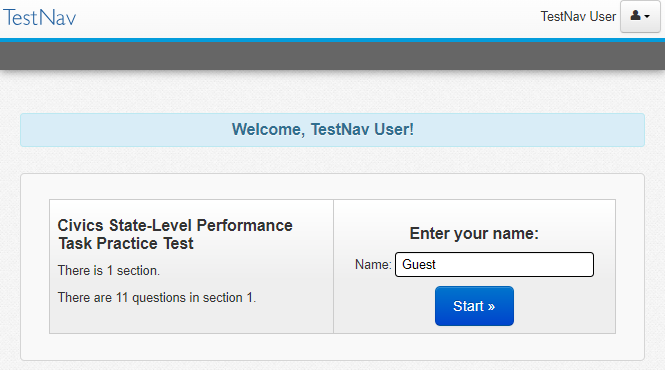 TestNav
TestNav User
Welcome, TestNav User!
Civics State-Level Performance
Task Practice Test
There is 1 section.
There are 11 questions in section 1.
Enter your name:
Name: Guest
Start »